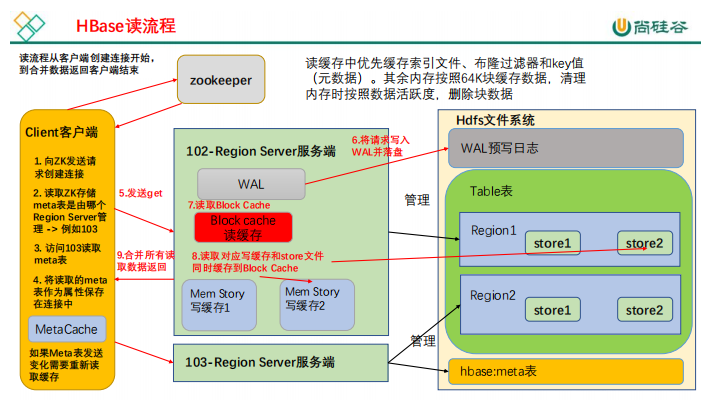 HBase读流程
尚硅谷
读流程从客户端创建连接开始，
到合并数据返回客户端结束
zookeeper
读缓存中优先缓存索引文件、布隆过滤器和key值
（元数据）。其余内存按照64K块缓存数据，清理
内存时按照数据活跃度，删除块数据
Client客户端
1. 向ZK发送请
求创建连接
2. 读取ZK存储
meta表是由哪个
Region Server管
理 -> 例如103
3. 访问103读取
meta表
4. 将读取的meta
表作为属性保存
在连接中
MetaCache
如果Meta表发送
变化需要重新读
取缓存
5.发送get
9.合并所有读
取数据返回
102-Region Server服务端
WAL
6.将请求写入
WAL并落盘
7.读取Block Cache
Block cache
读缓存
8.读取对应写缓存和store文件
同时缓存到Block Cache
Mem Story
写缓存1
Mem Story
写缓存2
103-Region Server服务端
管理
管理
Hdfs文件系统
WAL预写日志
Table表
Region1
store1
store2
Region2
store1
store2
hbase:meta表